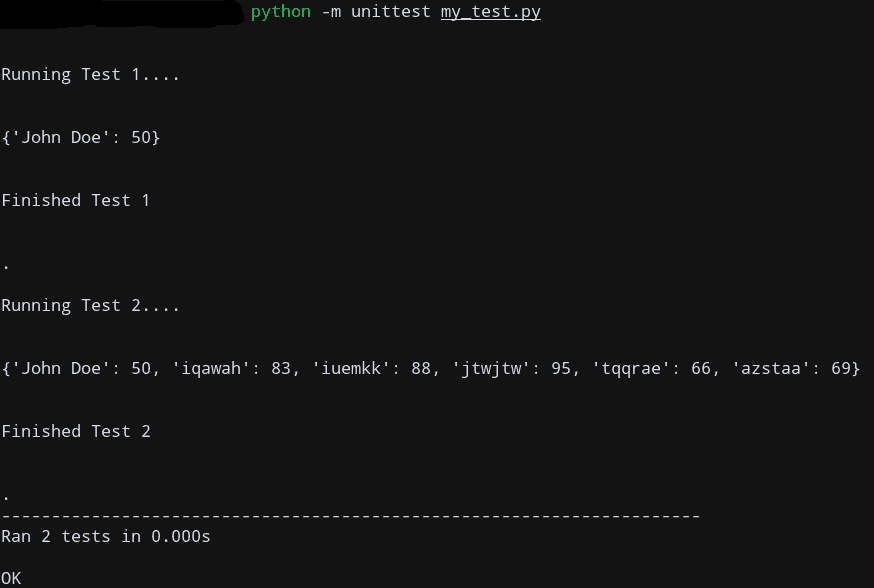 python -m unittest my_test.py
Running Test 1....
{'John Doe': 50}
Finished Test 1
.
Running Test 2....
{'John Doe': 50, 'iqawah': 83, 'iuemkk': 88, 'jtwjtw': 95, 'tqqrae': 66, 'azstaa': 69}
Finished Test 2
.
----------------------------------------------------------------------
Ran 2 tests in 0.000s
OK